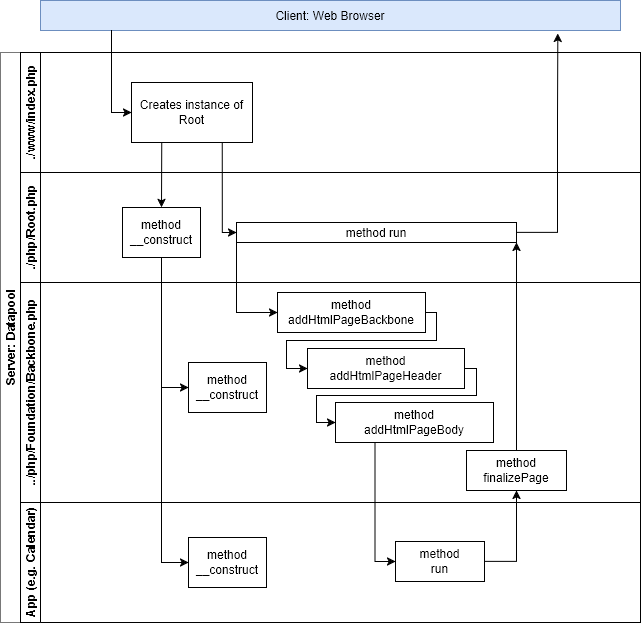 Client: Web Browser
Server: Datapool
./www/index.php
Creates instance of
Root
./php/Root.php
method
__construct
method run
../php/Foundation/Backbone.php
method
addHtmlPageBackbone
method
addHtmlPageHeader
method
__construct
method
addHtmlPageBody
method
finalizePage
App (e.g. Calendar)
method
__construct
method
run